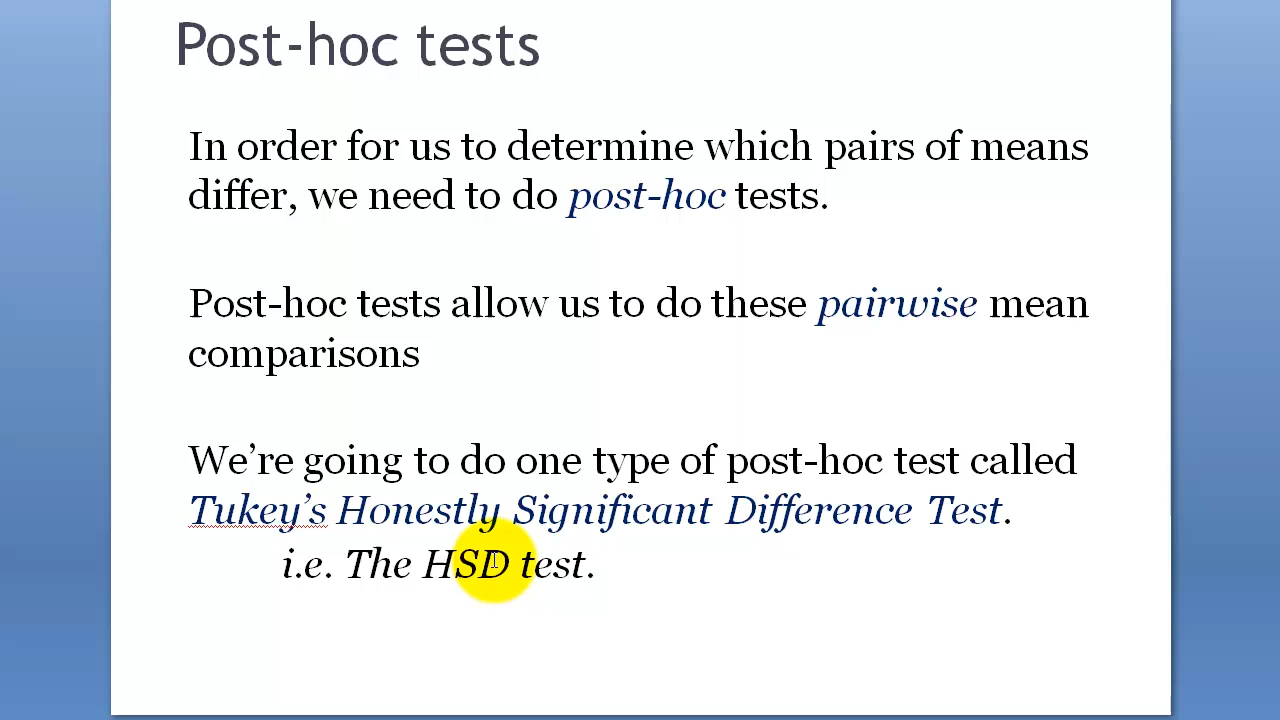 Post-hoc tests
In order for us to determine which pairs of means
differ, we need to do post-hoc tests.
Post-hoc tests allow us to do these pairwise mean
comparisons
We’re going to do one type of post-hoc test called
Tukey’s Honestly Significant Difference Test.
i.e. The HSD test.